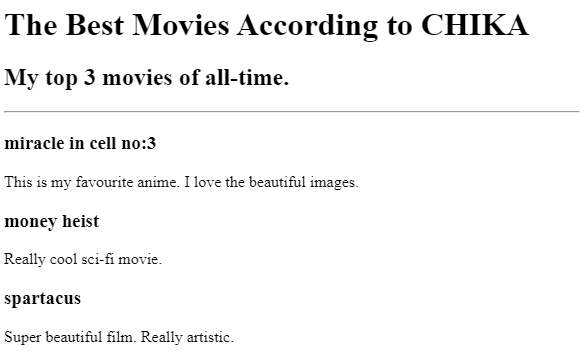 The Best Movies According to CHIKA
My top 3 movies of all-time.
miracle in cell no:3
This is my favourite anime. I love the beautiful images.
money heist
Really cool sci-fi movie.
spartacus
Super beautiful film. Really artistic.